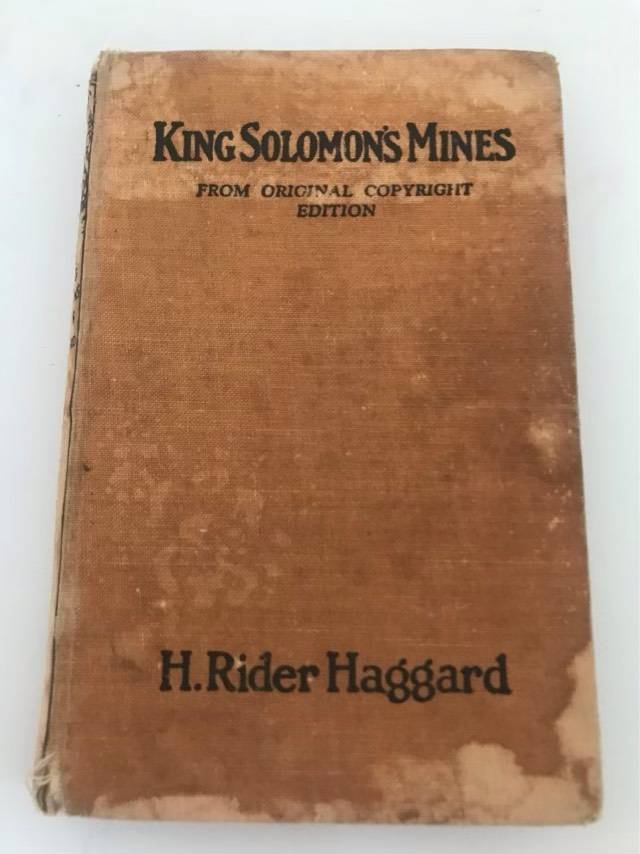 KING SOLOMON'S MINES
FROM ORIGINAL COPYRIGHT
EDITION
H. Rider Haggard